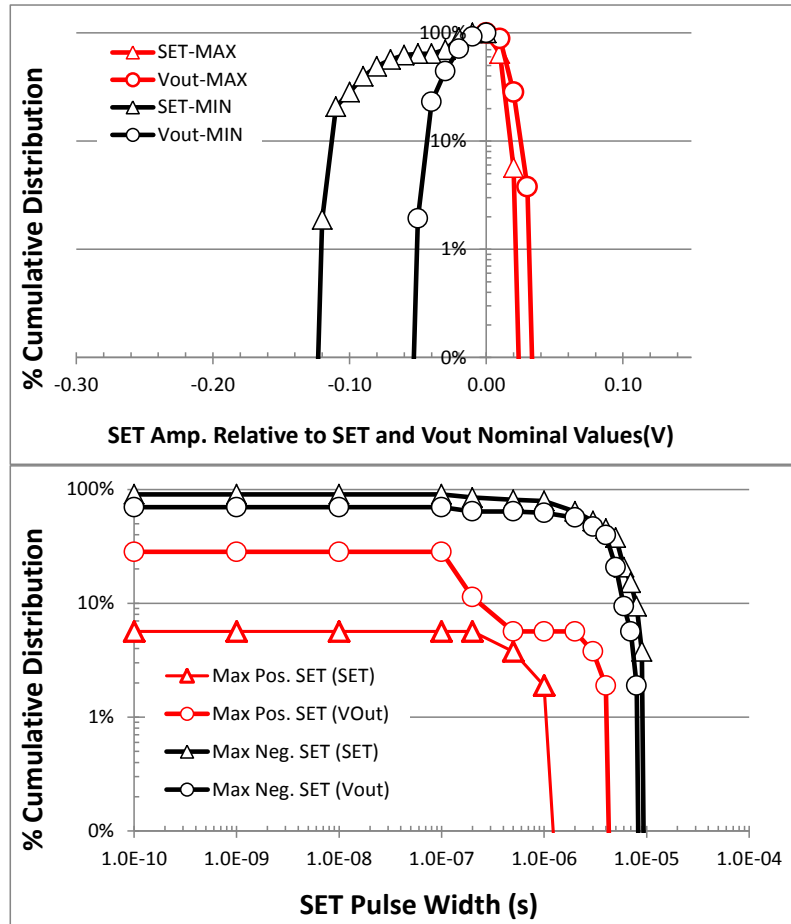 % Cumulative Distribution
100%
10%
1%
0%
SET-MAX
Vout-MAX
SET-MIN
Vout-MIN
-0.30 -0.20 -0.10 0.00 0.10
SET Amp. Relative to SET and Vout Nominal Values(V)
% Cumulative Distribution
100%
10%
1%
0%
Max Pos. SET (SET)
Max Pos. SET (VOut)
Max Neg. SET (SET)
Max Neg. SET (Vout)
1.0E-10 1.0E-09 1.0E-08 1.0E-07 1.0E-06 1.0E-05 1.0E-04
SET Pulse Width (s)